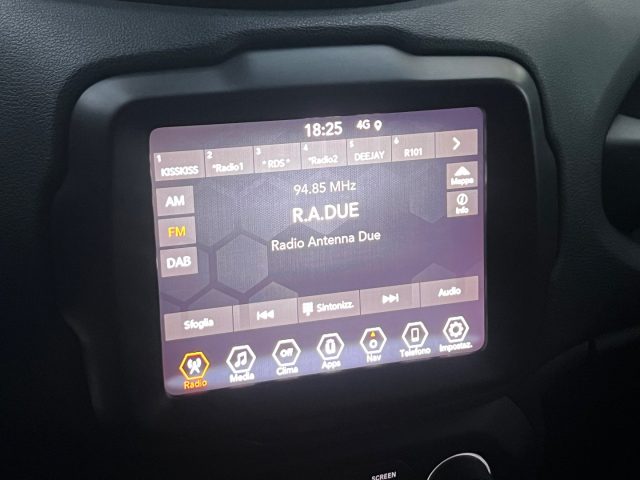 18:25 4G
1 KISSKISS 2 *Radio1 3 * RDS * 4 *Radio2 5 DEEJAY 6 R101 >
94.85 MHz
AM
Mappa
R.A.DUE
FM
Info
Radio Antenna Due
DAB
Sfoglia Sintonizz. Audio
Off
Radio Media Clima Apps Nav Telefono Impostaz.
SCREEN